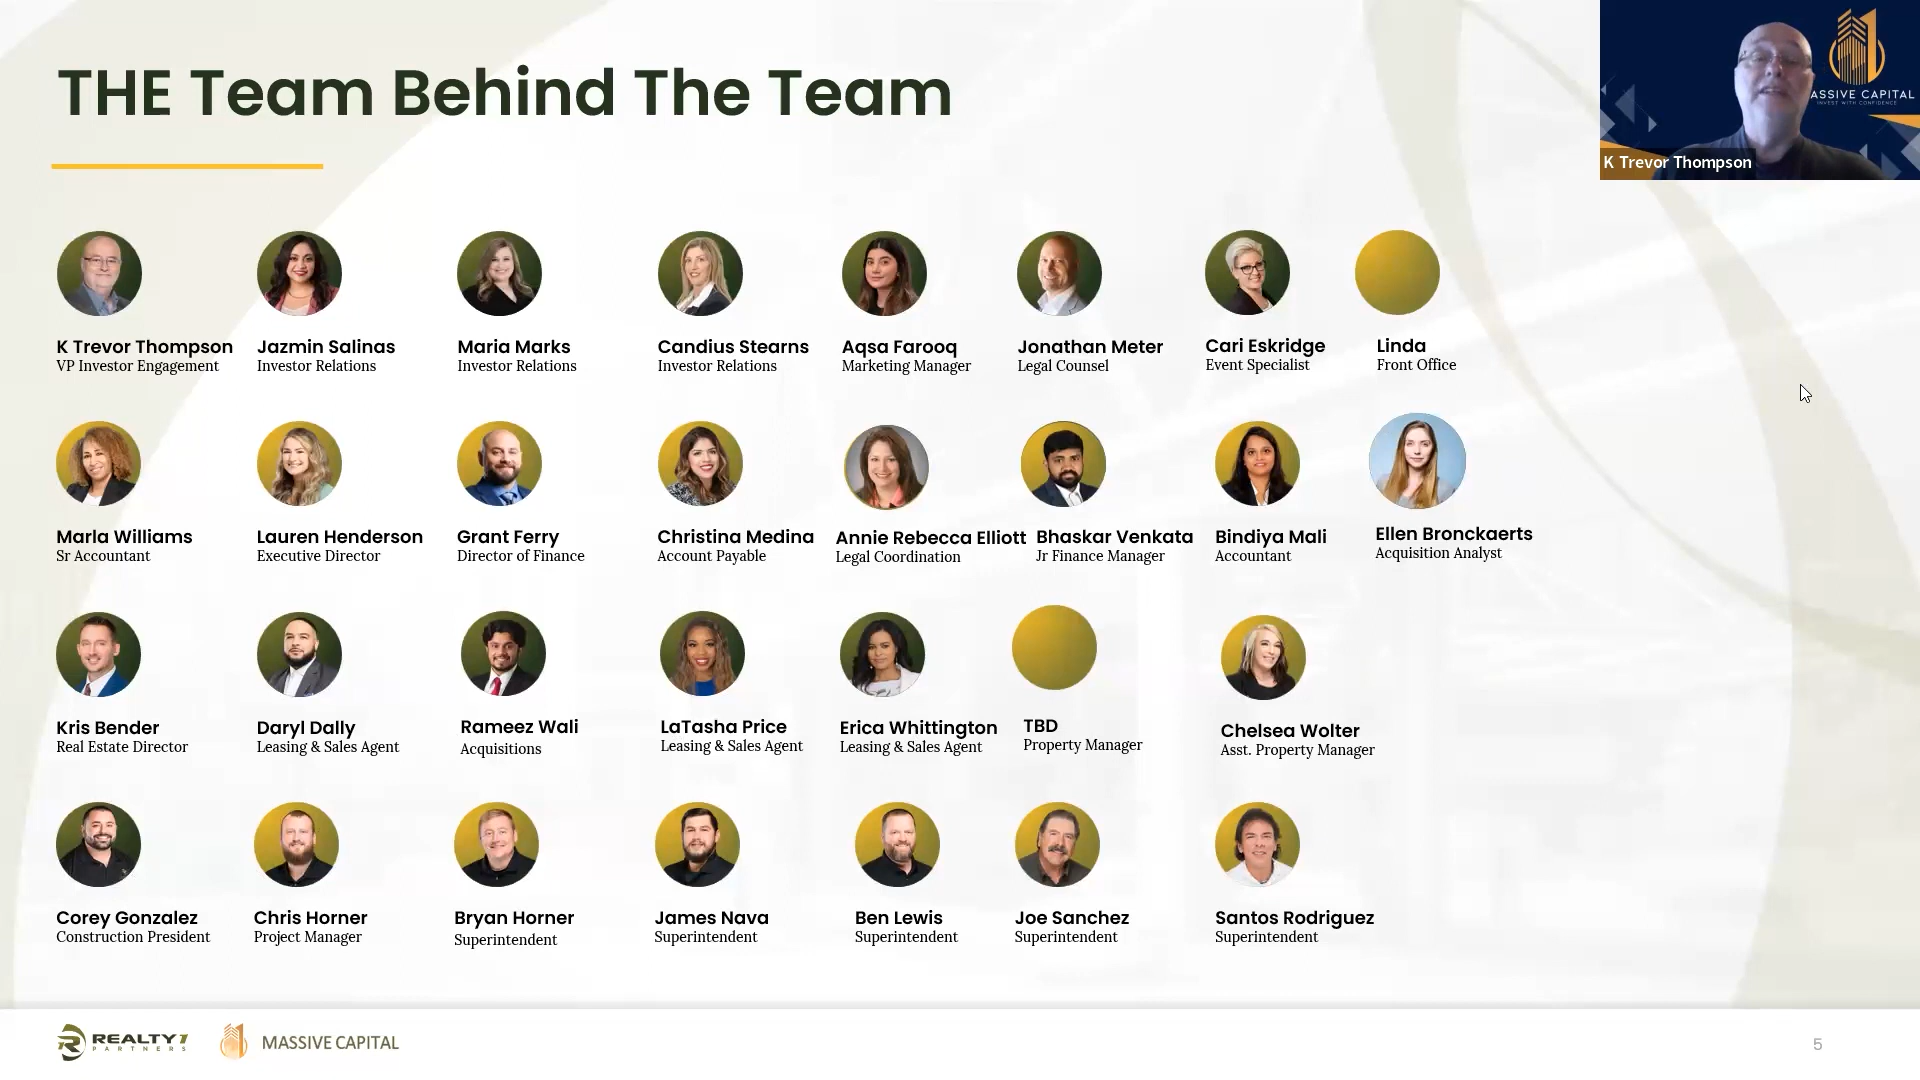 THE Team Behind The Team
ASSIVE CAPITAL
INVEST WITH CONFIDENCE
K Trevor Thompson
K Trevor Thompson
VP Investor Engagement
Jazmin Salinas
Investor Relations
Maria Marks
Investor Relations
Candius Stearns
Investor Relations
Aqsa Farooq
Marketing Manager
Jonathan Meter
Legal Counsel
Cari Eskridge
Event Specialist
Linda
Front Office
Marla Williams
Sr Accountant
Lauren Henderson
Executive Director
Grant Ferry
Director of Finance
Christina Medina
Account Payable
Annie Rebecca Elliott
Legal Coordination
Bhaskar Venkata
Jr Finance Manager
Bindiya Mali
Accountant
Ellen Bronckaerts
Acquisition Analyst
Kris Bender
Real Estate Director
Daryl Dally
Leasing & Sales Agent
Rameez Wali
Acquisitions
LaTasha Price
Leasing & Sales Agent
Erica Whittington
Leasing & Sales Agent
TBD
Property Manager
Chelsea Wolter
Asst. Property Manager
Corey Gonzalez
Construction President
Chris Horner
Project Manager
Bryan Horner
Superintendent
James Nava
Superintendent
Ben Lewis
Superintendent
Joe Sanchez
Superintendent
Santos Rodriguez
Superintendent
REALTY1
PARTNERS
MASSIVE CAPITAL
5